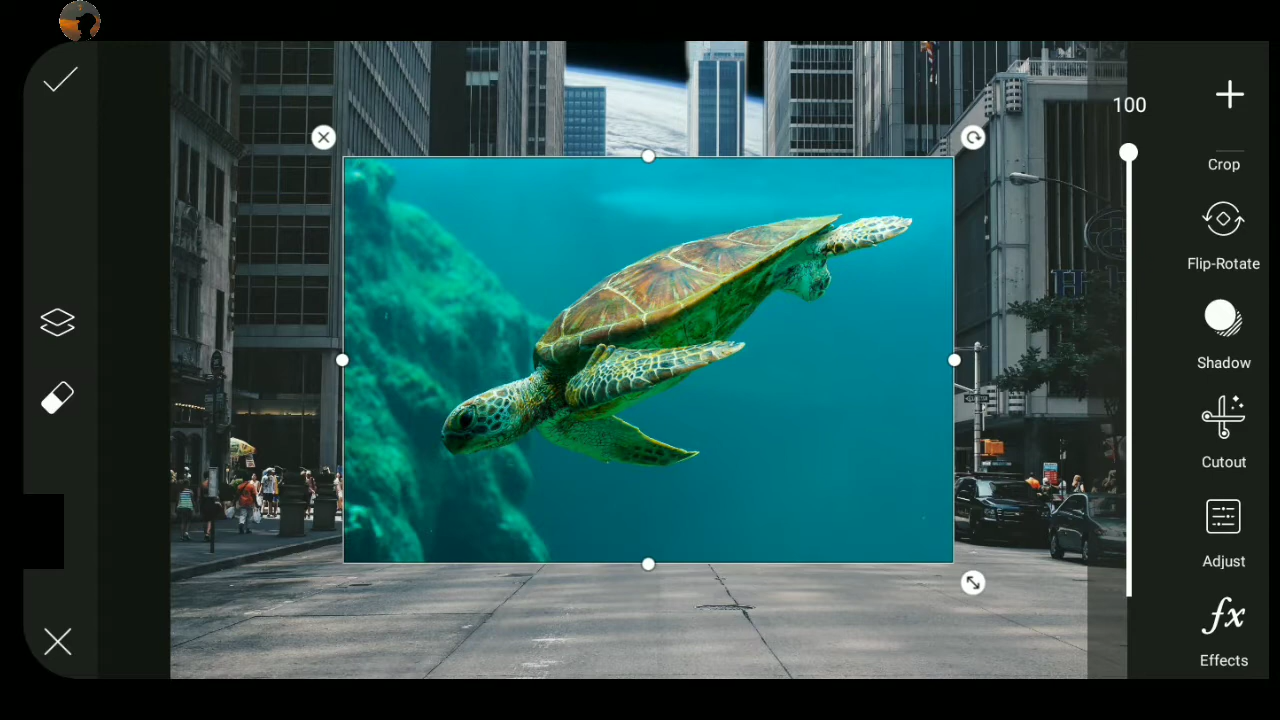 100
Crop
Flip-Rotate
Shadow
Cutout
Adjust
fx
Effects
H